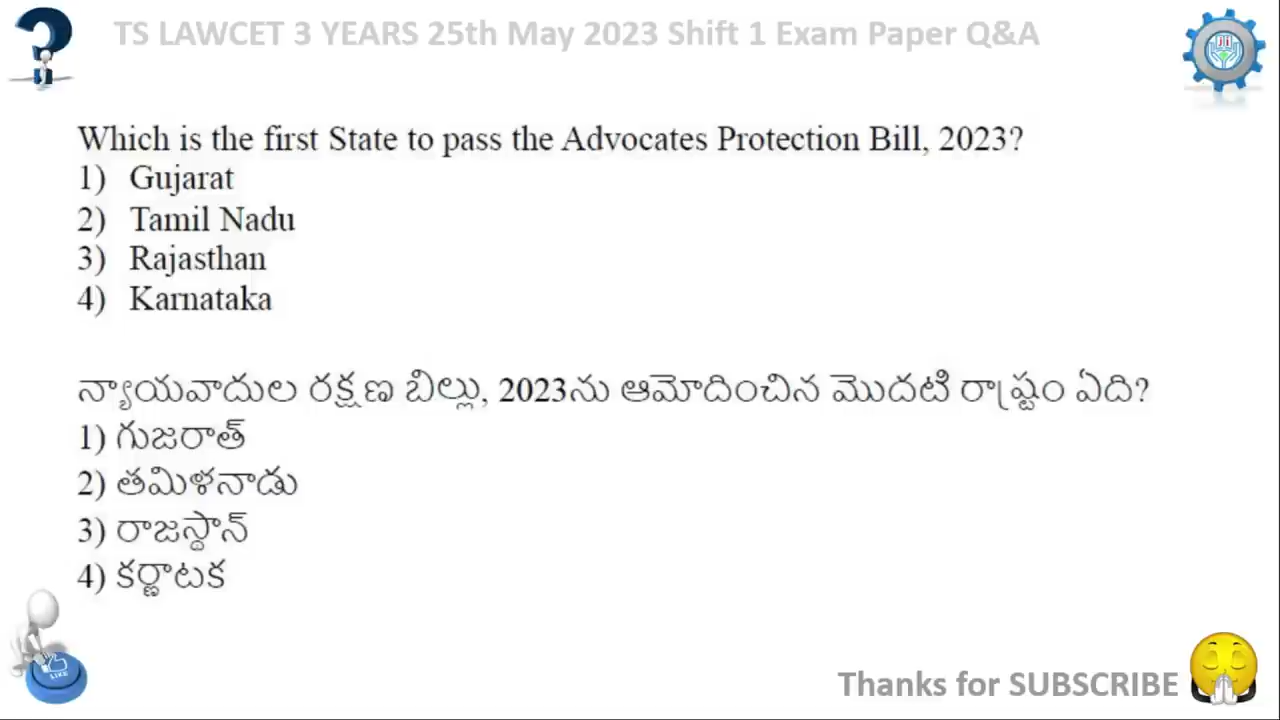 TS LAWCET 3 YEARS 25th May 2023 Shift 1 Exam Paper Q&A
Which is the first State to pass the Advocates Protection Bill, 2023?
1) Gujarat
2) Tamil Nadu
3) Rajasthan
4) Karnataka
న్యాయవాదుల రక్షణ బిల్లు, 2023ను ఆమోదించిన మొదటి రాష్ట్రం ఏది?
1) గుజరాత్
2) తమిళనాడు
3) రాజస్థాన్
4) కర్ణాటక
LIKE
Thanks for SUBSCRIBE